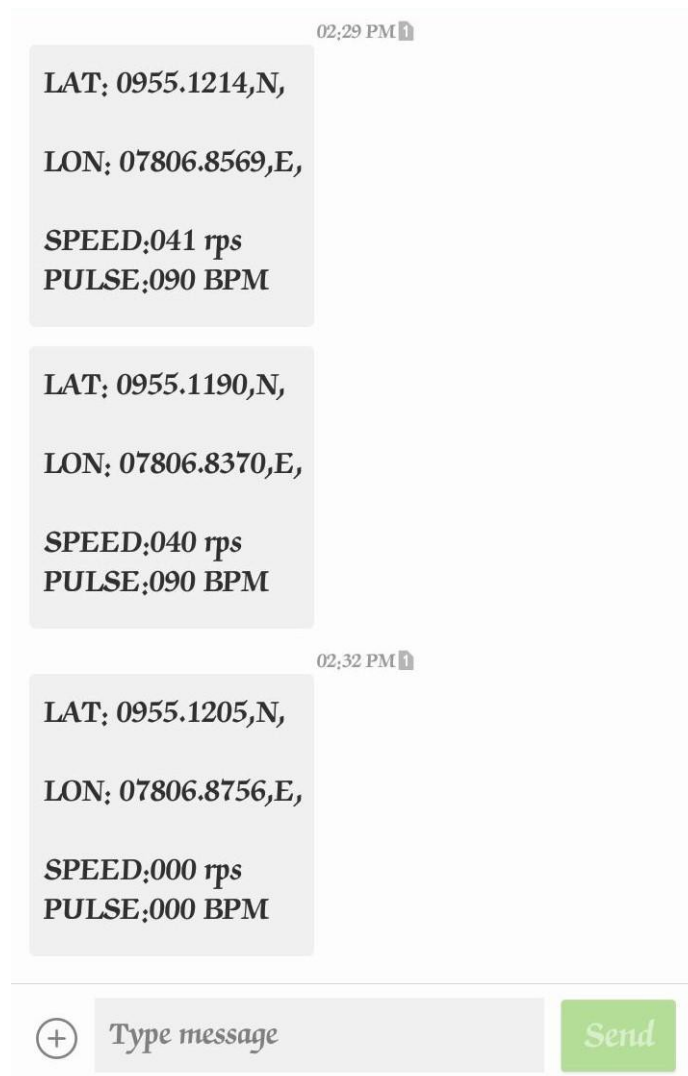 02:29 PM 1
LAT: 0955.1214,N,
LON: 07806.8569,E,
SPEED:041 rps
PULSE:090 BPM
LAT: 0955.1190,N,
LON: 07806.8370,E,
SPEED:040 rps
PULSE:090 BPM
02:32 PM 1
LAT: 0955.1205,N,
LON: 07806.8756,E,
SPEED:000 rps
PULSE:000 BPM
Type message
Send